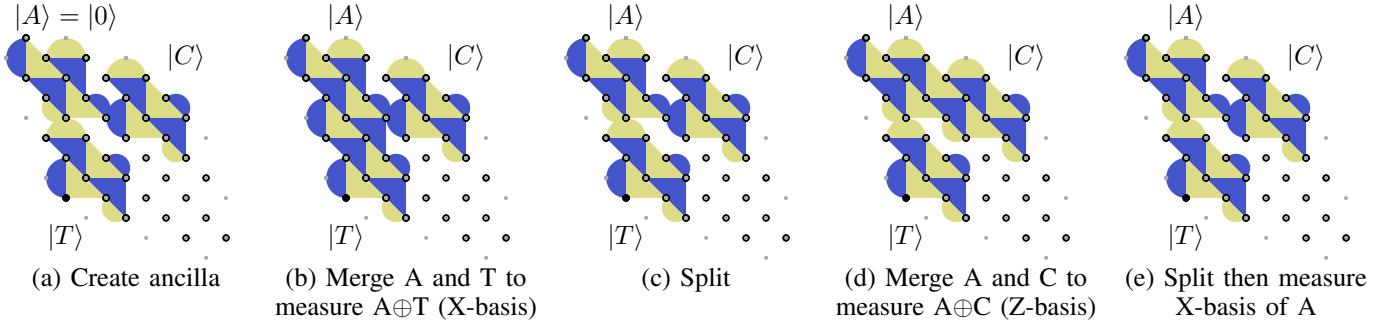 |A⟩ = |0⟩
|C⟩
|T⟩
(a) Create ancilla
|A⟩
|C⟩
|T⟩
(b) Merge A and T to
measure A⊕T (X-basis)
|A⟩
|C⟩
|T⟩
(c) Split
|A⟩
|C⟩
|T⟩
(d) Merge A and C to
measure A⊕C (Z-basis)
|A⟩
|C⟩
|T⟩
(e) Split then measure
X-basis of A